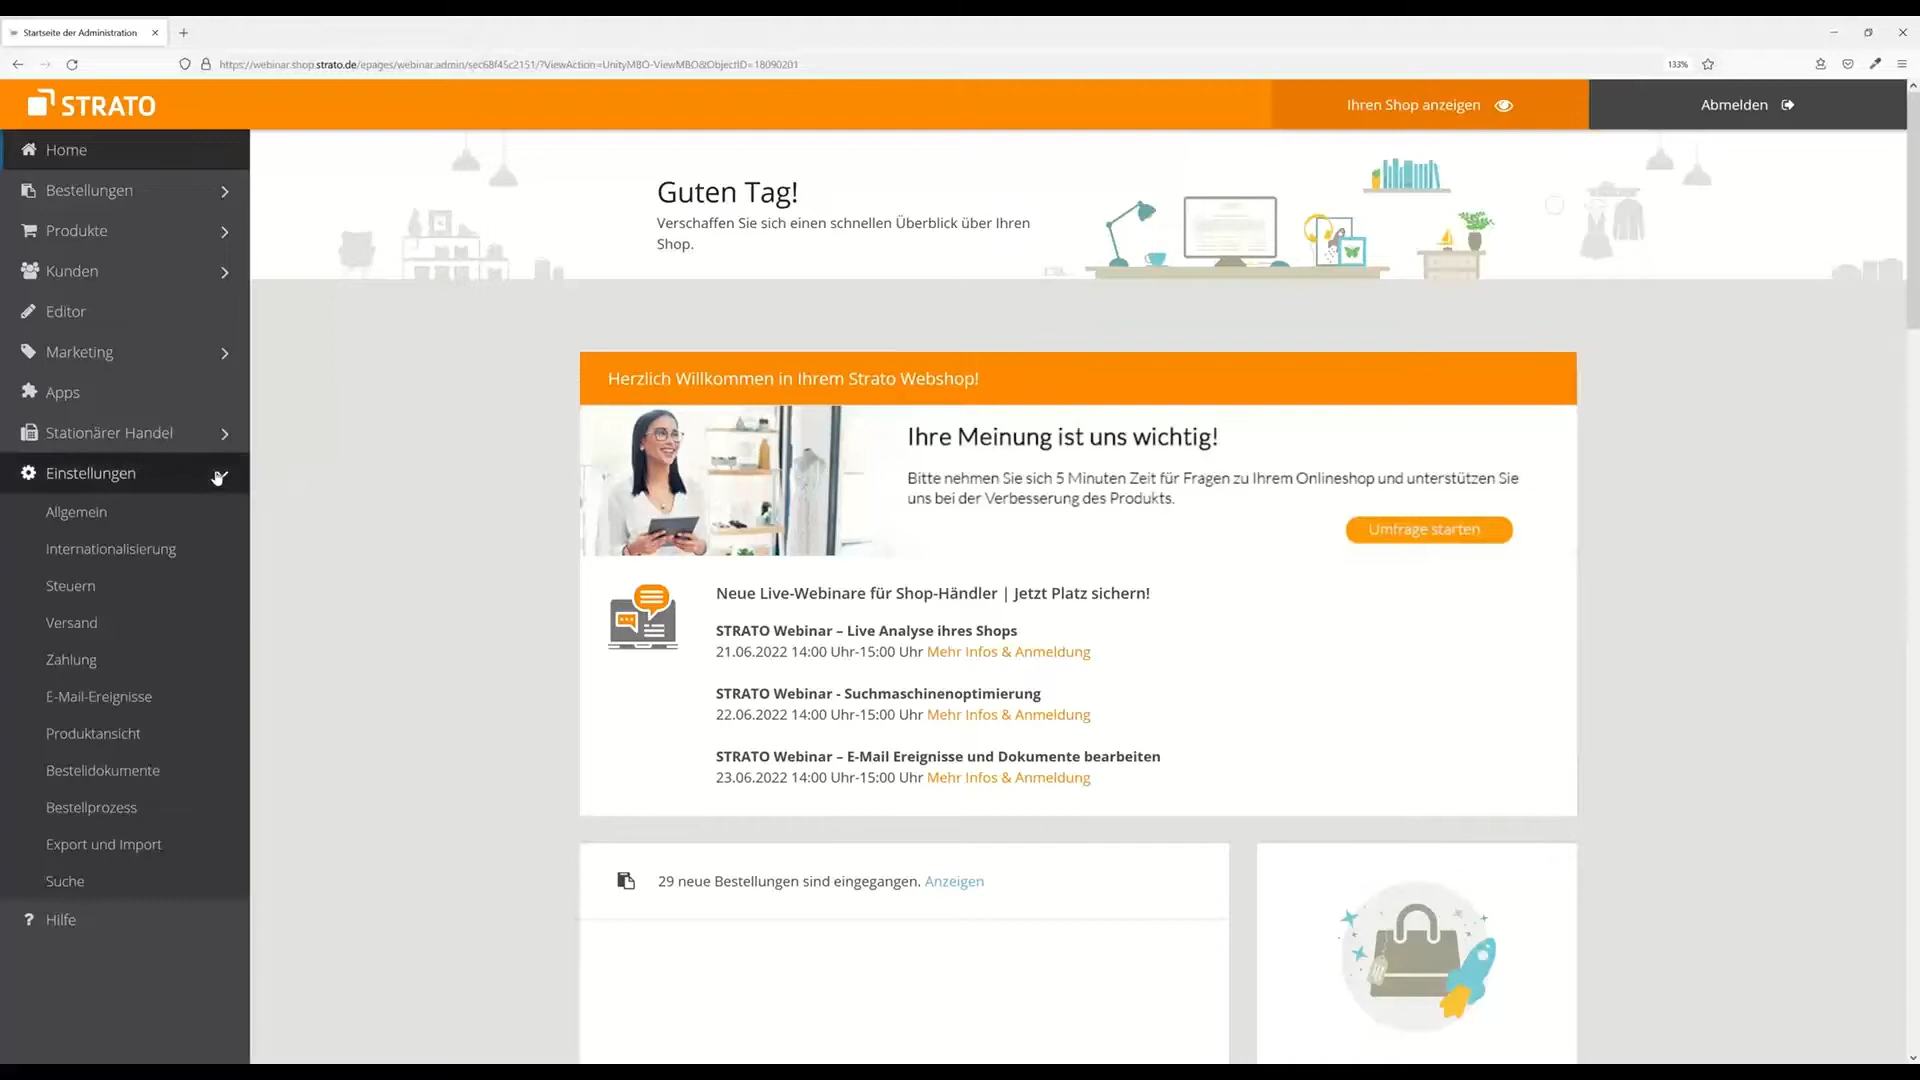 Startseite der Administration
https://webinar.shop.strato.de/epages/webinar.admin/sec68f45c2151/?ViewAction=UnityMBO-ViewMBO&ObjectID=18090201
133%
STRATO
Ihren Shop anzeigen
Abmelden
Home
Bestellungen
Produkte
Kunden
Editor
Marketing
Apps
Stationärer Handel
Einstellungen
Allgemein
Internationalisierung
Steuern
Versand
Zahlung
E-Mail-Ereignisse
Produktansicht
Bestelldokumente
Bestellprozess
Export und Import
Suche
? Hilfe
Guten Tag!
Verschaffen Sie sich einen schnellen Überblick über Ihren
Shop.
Herzlich Willkommen in Ihrem Strato Webshop!
Ihre Meinung ist uns wichtig!
Bitte nehmen Sie sich 5 Minuten Zeit für Fragen zu Ihrem Onlineshop und unterstützen Sie
uns bei der Verbesserung des Produkts.
Umfrage starten
Neue Live-Webinare für Shop-Händler | Jetzt Platz sichern!
STRATO Webinar – Live Analyse ihres Shops
21.06.2022 14:00 Uhr-15:00 Uhr Mehr Infos & Anmeldung
STRATO Webinar - Suchmaschinenoptimierung
22.06.2022 14:00 Uhr-15:00 Uhr Mehr Infos & Anmeldung
STRATO Webinar – E-Mail Ereignisse und Dokumente bearbeiten
23.06.2022 14:00 Uhr-15:00 Uhr Mehr Infos & Anmeldung
29 neue Bestellungen sind eingegangen. Anzeigen